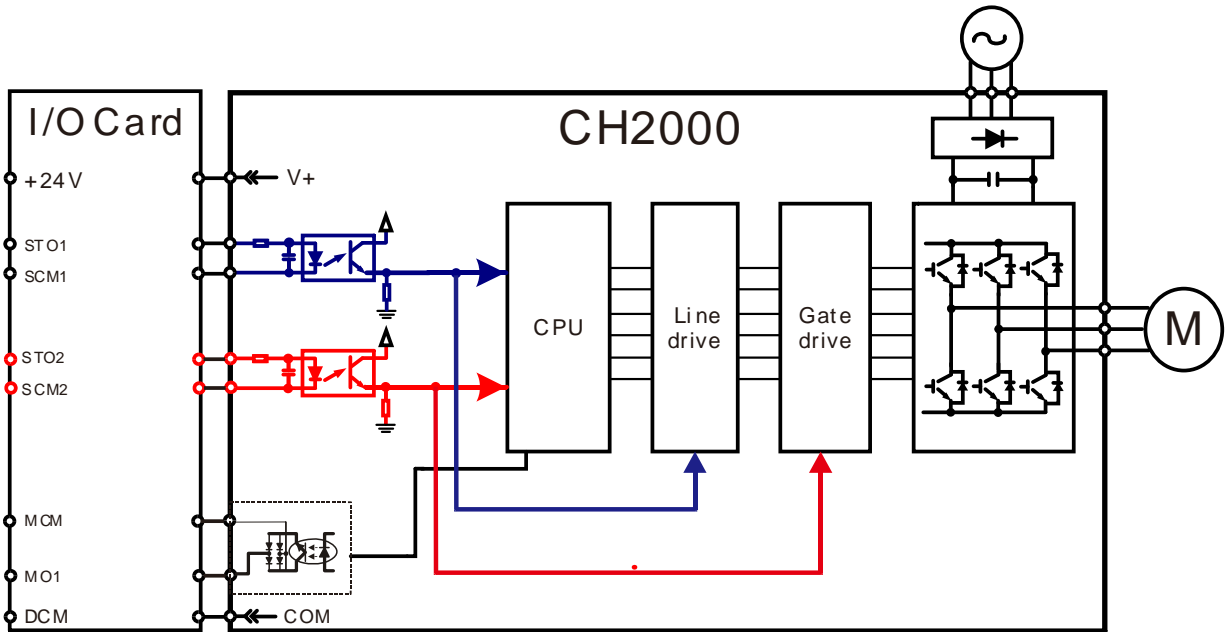 I/O Card
CH2000
+24V
V+
STO1
SCM1
CPU
Line
drive
Gate
drive
M
STO2
SCM2
MCM
MO1
DCM
COM